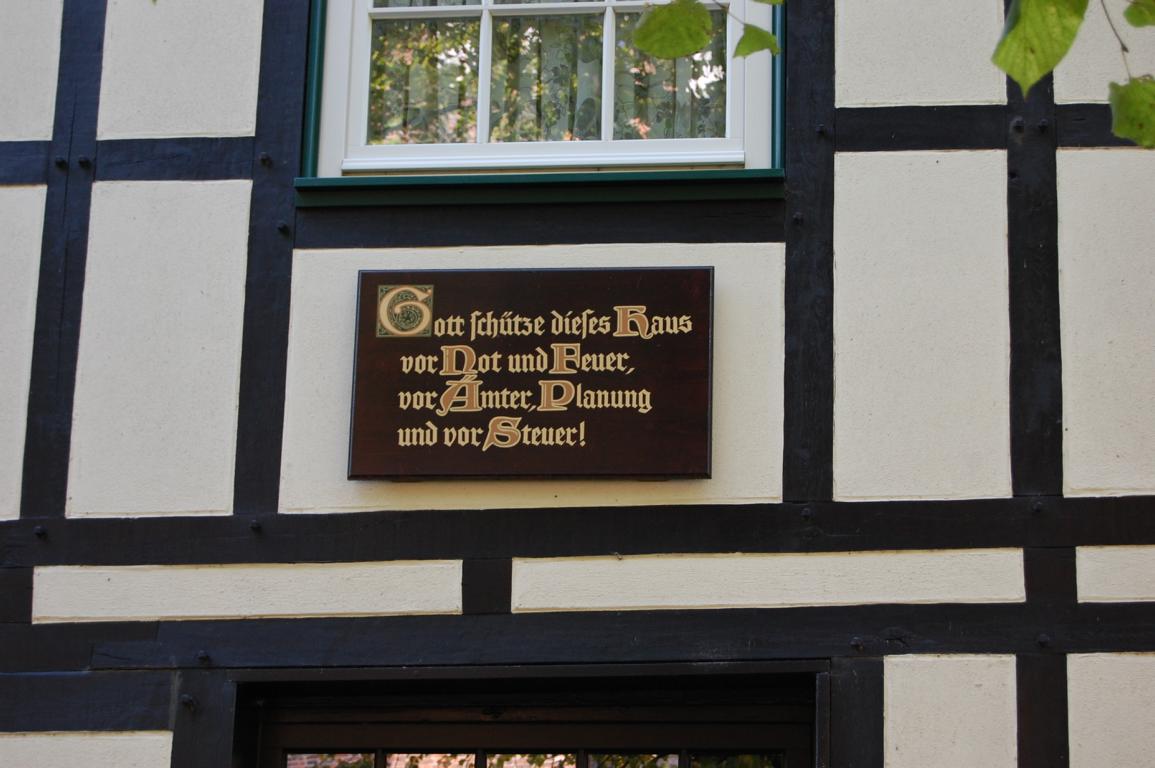 Gott schütze dieses Haus
vor Not und Feuer,
vor Ämter, Planung
und vor Steuer!